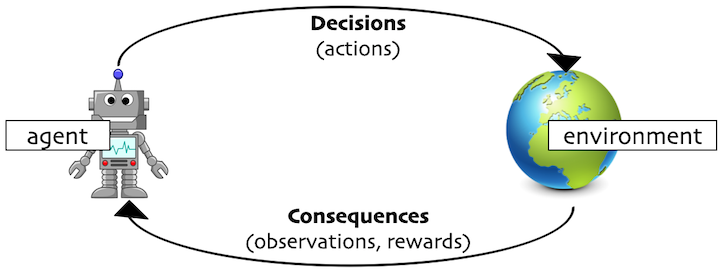 Decisions
(actions)
agent
environment
Consequences
(observations, rewards)